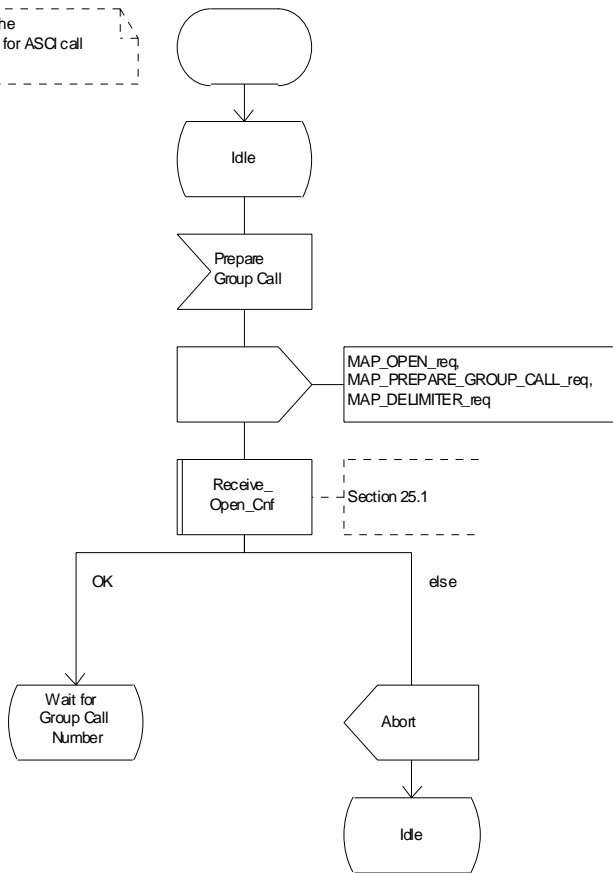 he
for ASCI call
Idle
Prepare
Group Call
MAP_OPEN_req,
MAP_PREPARE_GROUP_CALL_req,
MAP_DELIMITER_req
Receive_
Open_Cnf
Section 25.1
OK
else
Wait for
Group Call
Number
Abort
Idle